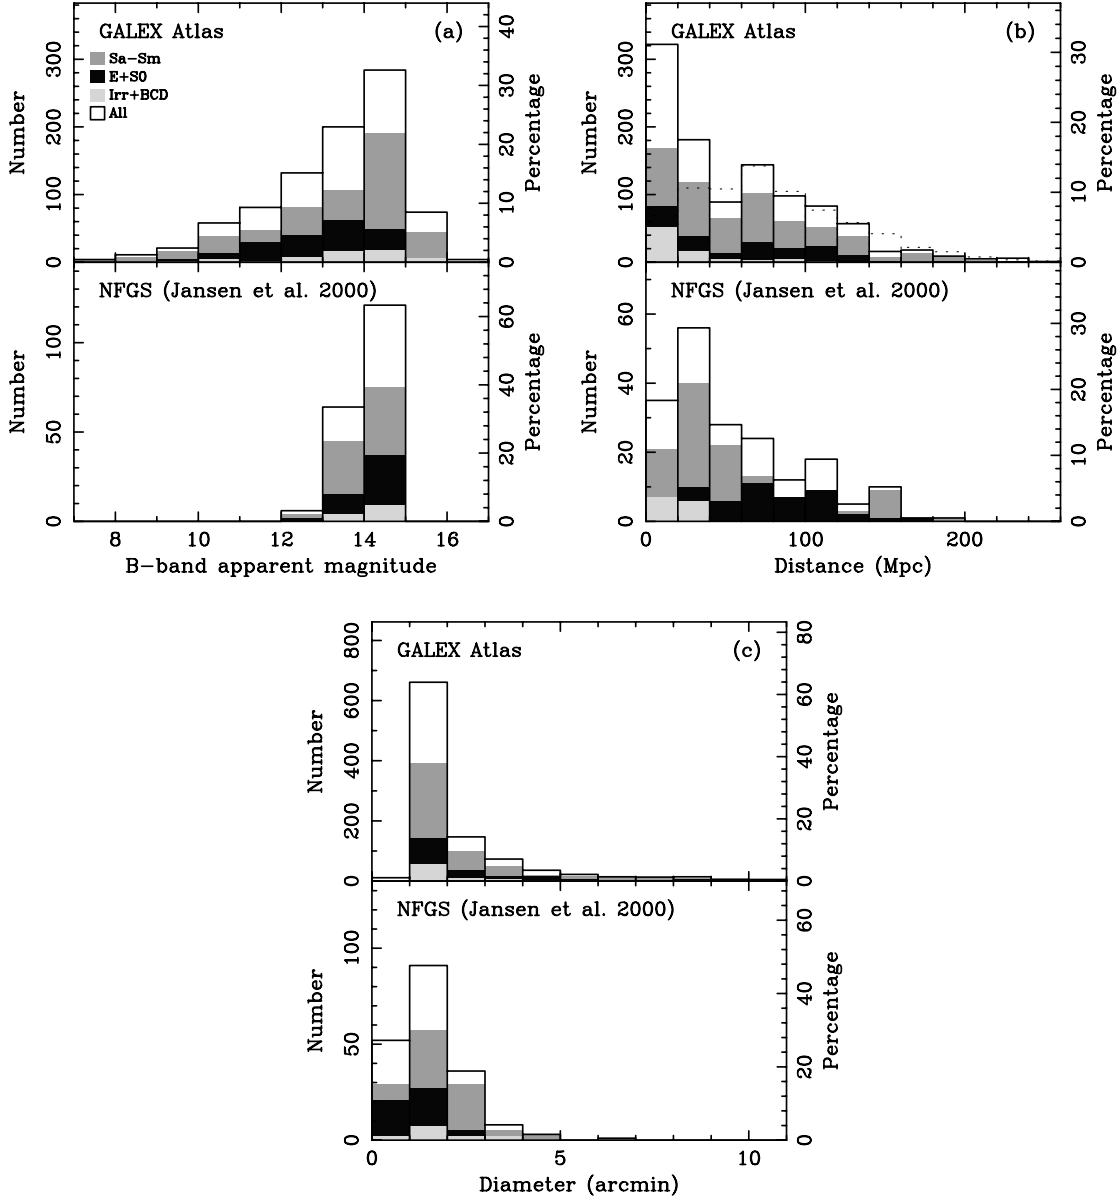 GALEX Atlas (a)
Sa-Sm
E+S0
Irr+BCD
All
Number
0 100 200 300
Percentage
0 10 20 30 40
NFGS (Jansen et al. 2000)
Number
0 50 100
Percentage
0 20 40 60
8 10 12 14 16
B-band apparent magnitude
GALEX Atlas (b)
Number
0 100 200 300
Percentage
0 10 20 30
NFGS (Jansen et al. 2000)
Number
0 20 40 60
Percentage
0 10 20 30
0 100 200
Distance (Mpc)
GALEX Atlas (c)
Number
0 200 400 600 800
Percentage
0 20 40 60 80
NFGS (Jansen et al. 2000)
Number
0 50 100
Percentage
0 20 40 60
0 5 10
Diameter (arcmin)